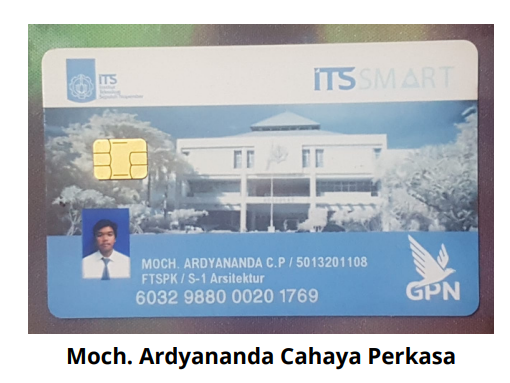 ITS
Institut
Teknologi
Sepuluh Nopember
ITS SMART
MOCH. ARDYANANDA C.P / 5013201108
FTSPK / S-1 Arsitektur
6032 9880 0020 1769
GPN
Moch. Ardyananda Cahaya Perkasa